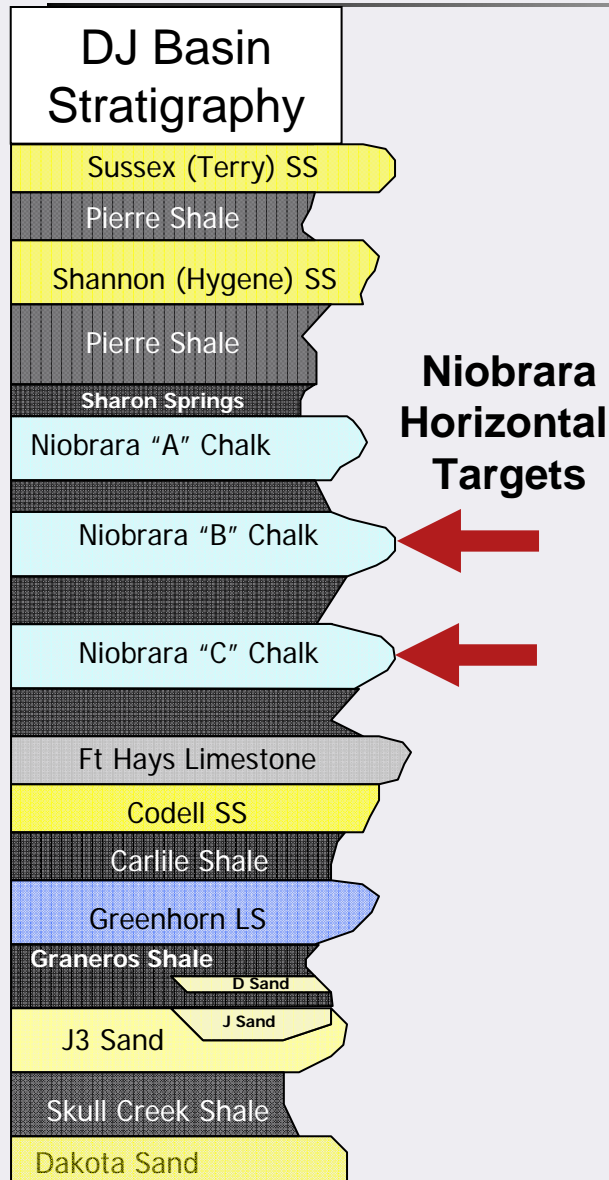 DJ Basin
Stratigraphy
Sussex (Terry) SS
Pierre Shale
Shannon (Hygene) SS
Pierre Shale
Sharon Springs
Niobrara "A" Chalk
Niobrara
Horizontal
Targets
Niobrara "B" Chalk
Niobrara "C" Chalk
Ft Hays Limestone
Codell SS
Carlile Shale
Greenhorn LS
Graneros Shale
D Sand
J Sand
J3 Sand
Skull Creek Shale
Dakota Sand